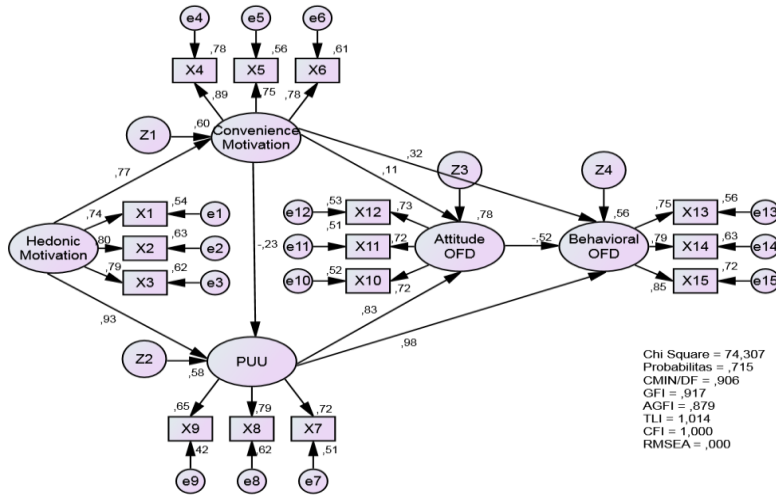 e4
e5
e6
,78
,56
,61
X4
X5
X6
,89
,75
,78
Z1
,60
Convenience
Motivation
,77
,32
,11
Z3
Z4
,74
X1
,54
e1
Hedonic
Motivation
,80
X2
,63
e2
,79
X3
,62
e3
-,23
e12
,53
X12
,73
,78
e11
,51
X11
,72
Attitude
OFD
-,52
e10
,52
X10
,72
,56
Behavioral
OFD
,75
X13
,56
e13
,79
X14
,63
e14
,85
X15
,72
e15
,93
,83
,98
Z2
,58
PUU
,65
,79
,72
X9
X8
X7
,42
,62
,51
e9
e8
e7
Chi Square = 74,307
Probabilitas = ,715
CMIN/DF = ,906
GFI = ,917
AGFI = ,879
TLI = 1,014
CFI = 1,000
RMSEA = ,000